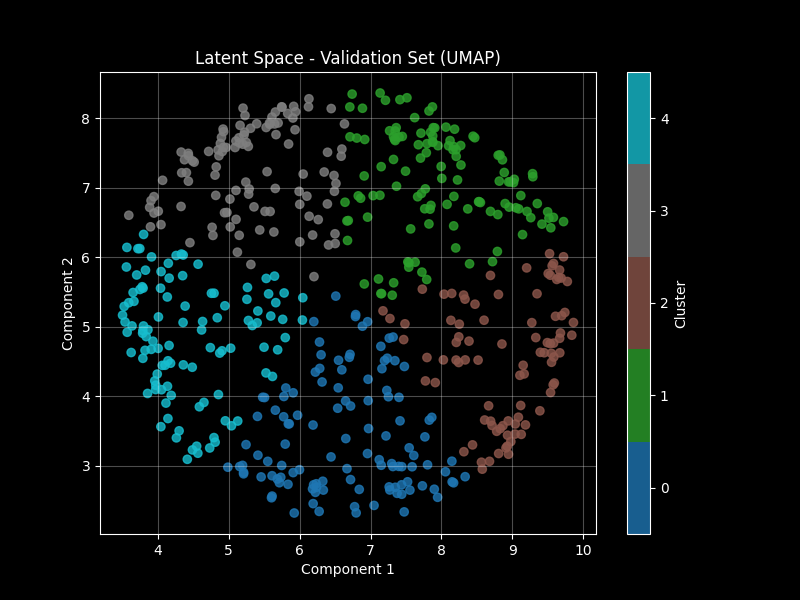 Latent Space - Validation Set (UMAP)
8
7
6
5
4
3
Component 2
4 5 6 7 8 9 10
Component 1
4
3
2
1
0
Cluster